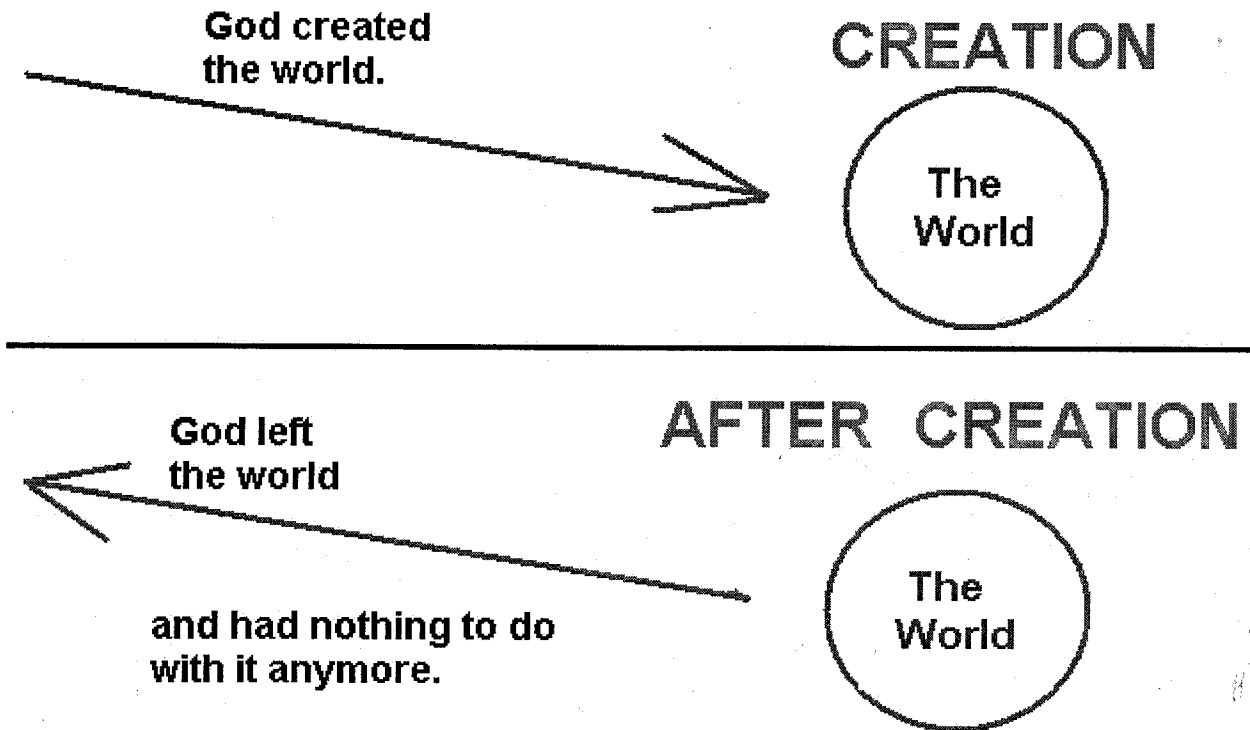 God created
the world.
CREATION
The
World
AFTER CREATION
God left
the world
and had nothing to do
with it anymore.
The
World